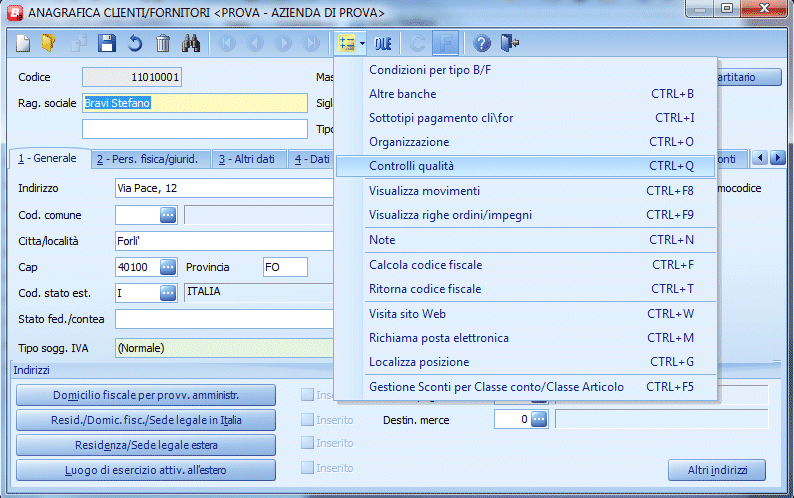 ANAGRAFICA CLIENTI/FORNITORI <PROVA - AZIENDA DI PROVA>
DUE
Codice 11010001 Mas
Rag. sociale Bravi Stefano Sigla
Tipo
artitario
1 - Generale 2 - Pers. fisica/giurid. 3 - Altri dati 4 - Dati onti
Indirizzo Via Pace, 12 omocodice
Cod. comune
Citta/località Forli'
Cap 40100 Provincia FO
Cod. stato est. I ITALIA
Stato fed./contea
Tipo sogg. IVA (Normale)
Condizioni per tipo B/F
Altre banche CTRL+B
Sottotipi pagamento cli\for CTRL+I
Organizzazione CTRL+O
Controlli qualità CTRL+Q
Visualizza movimenti CTRL+F8
Visualizza righe ordini/impegni CTRL+F9
Note CTRL+N
Calcola codice fiscale CTRL+F
Ritorna codice fiscale CTRL+T
Visita sito Web CTRL+W
Richiama posta elettronica CTRL+M
Localizza posizione CTRL+G
Gestione Sconti per Classe conto/Classe Articolo CTRL+F5
Indirizzi
Domicilio fiscale per provv. amministr. Inse
Resid./Domic. fisc./Sede legale in Italia Inserito Destin. merce 0
Residenza/Sede legale estera Inserito
Luogo di esercizio attiv. all'estero Inserito Altri indirizzi